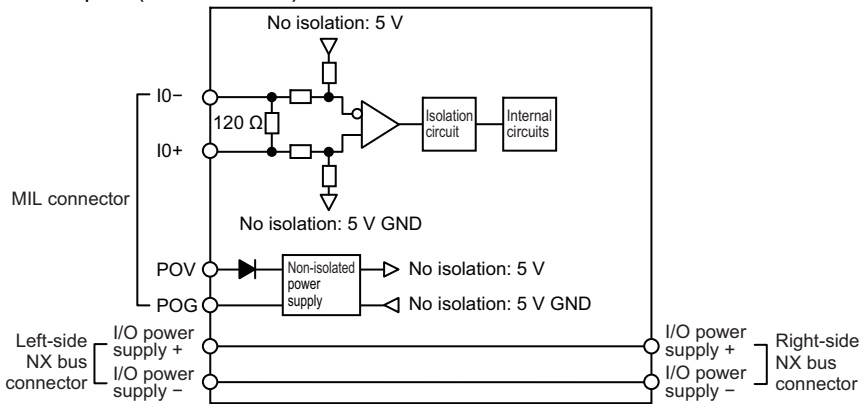 No isolation: 5 V
I0−
120 Ω
I0+
Isolation
circuit
Internal
circuits
MIL connector
No isolation: 5 V GND
POV
Non-isolated
power
supply
No isolation: 5 V
POG
No isolation: 5 V GND
Left-side
NX bus
connector
I/O power
supply +
I/O power
supply −
I/O power
supply +
I/O power
supply −
Right-side
NX bus
connector